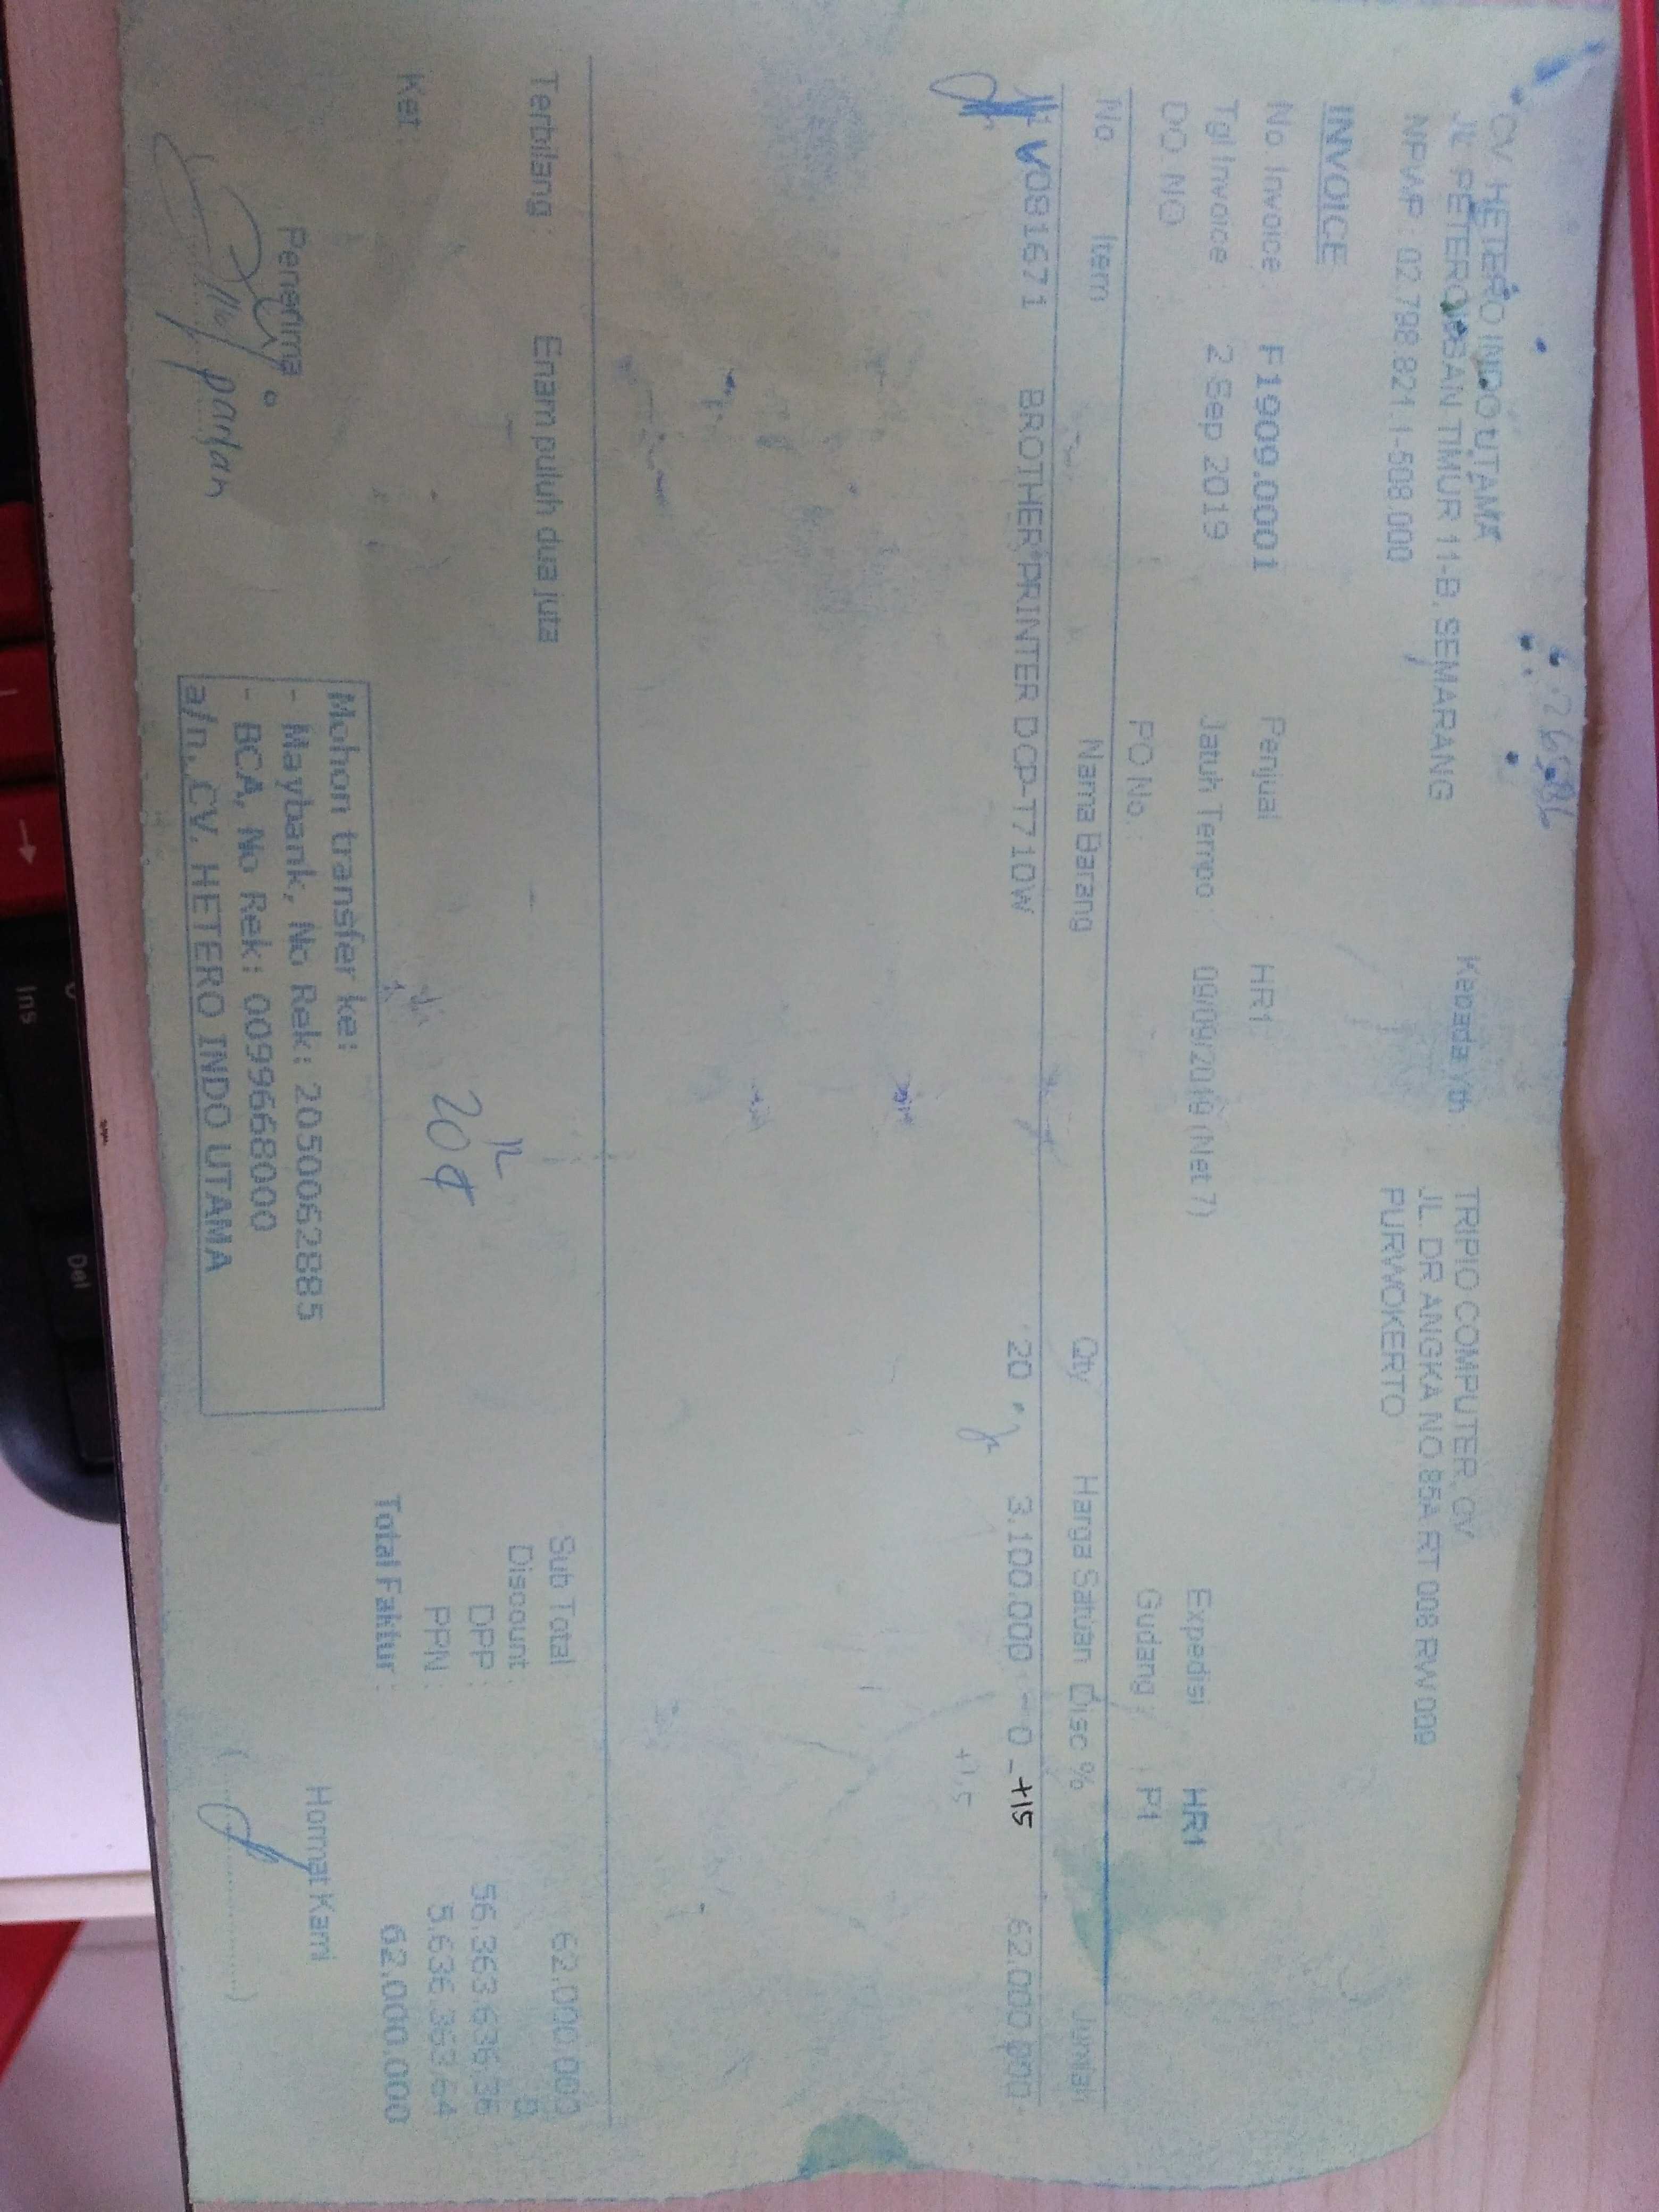 CV HETERO INDO UTAMA
JL PETERONGSAN TIMUR 11-B, SEMARANG
NPWP : 02.798.821.1-508.000
Kepada Yth :
TRIPIO COMPUTER, CV
JL. DR ANGKA NO.85A RT 008 RW 009
PURWOKERTO
INVOICE
No Invoice : F1909.0001 Penjual : HR1
Tgl Invoice : 2 Sep 2019 Jatuh Tempo : 09/09/2019 (Net 7) Expedisi : HR1
DO NO PO No. : Gudang : P1
No Item Nama Barang Qty Harga Satuan Disc % Jumlah
1 V081671 BROTHER PRINTER DCP-T710W 20 3.100.000 0 +15 62.000.000
+1,5
Terbilang : Enam puluh dua juta
Sub Total 62.000.000
Discount 0
DPP : 56.363.636.36
PPN : 5.636.363.64
Total Faktur : 62.000.000
Ket :
Mohon transfer ke:
- Maybank, No Rek: 2050062885
- BCA, No Rek: 0099668000
a/n. CV. HETERO INDO UTAMA
Penerima
Hormat Kami
(....................)